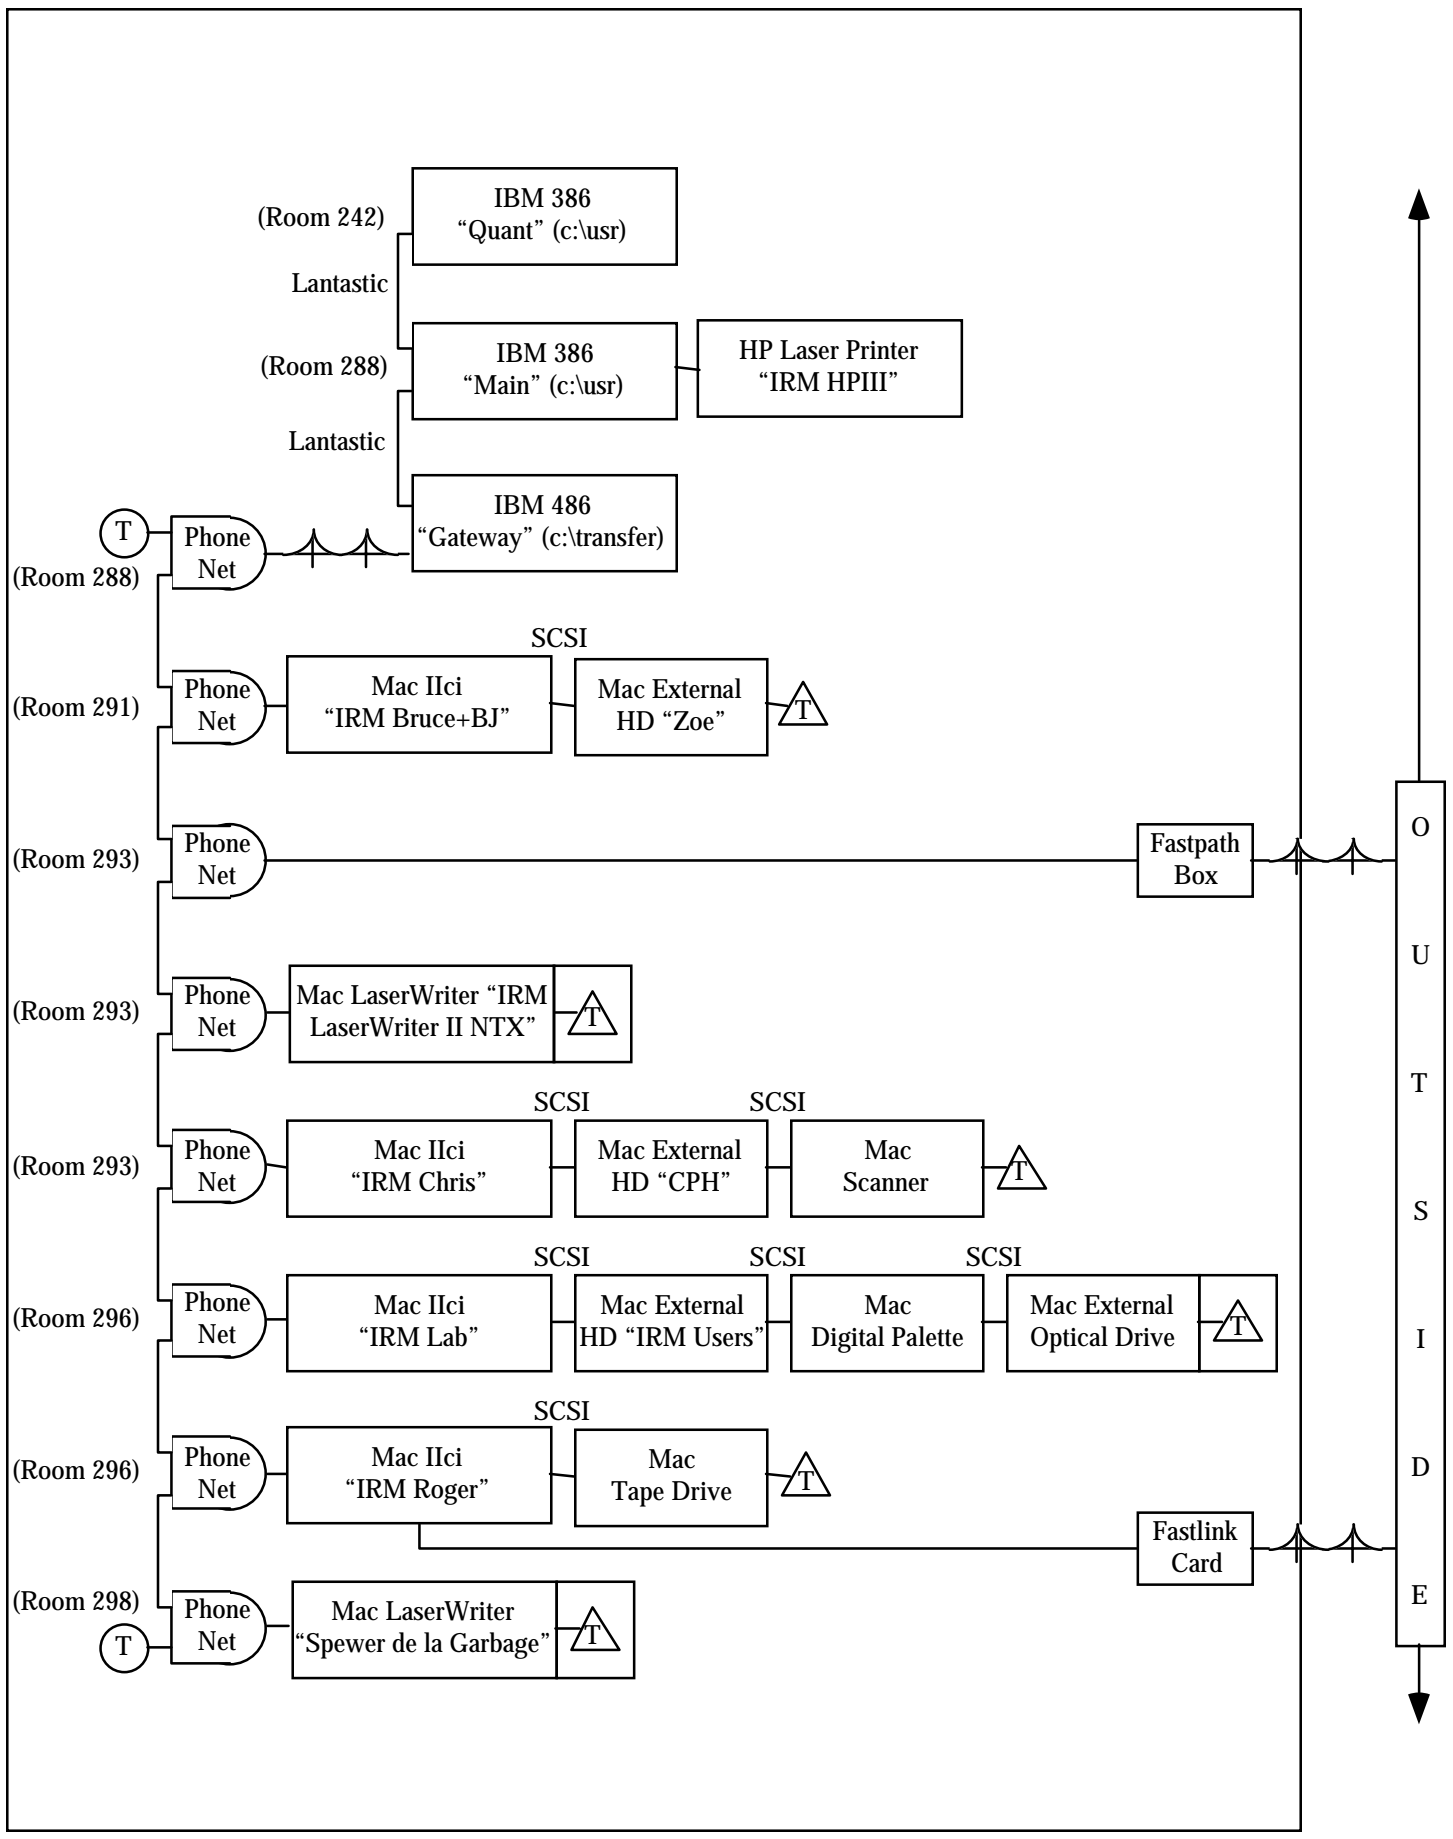 IBM 386
(Room 242)
“Quant” (c:\usr)
Lantastic
IBM 386
(Room 288)
“Main” (c:\usr)
HP Laser Printer
“IRM HPIII”
Lantastic
IBM 486
“Gateway” (c:\transfer)
T
Phone
Net
(Room 288)
SCSI
(Room 291)
Phone
Net
Mac IIci
“IRM Bruce+BJ”
Mac External
HD “Zoe”
T
(Room 293)
Phone
Net
Fastpath
Box
(Room 293)
Phone
Net
Mac LaserWriter “IRM
LaserWriter II NTX”
T
SCSI
SCSI
(Room 293)
Phone
Net
Mac IIci
“IRM Chris”
Mac External
HD “CPH”
Mac
Scanner
T
SCSI
SCSI
SCSI
(Room 296)
Phone
Net
Mac IIci
“IRM Lab”
Mac External
HD “IRM Users”
Mac
Digital Palette
Mac External
Optical Drive
T
SCSI
(Room 296)
Phone
Net
Mac IIci
“IRM Roger”
Mac
Tape Drive
T
Fastlink
Card
(Room 298)
T
Phone
Net
Mac LaserWriter
“Spewer de la Garbage”
T
O
U
T
S
I
D
E